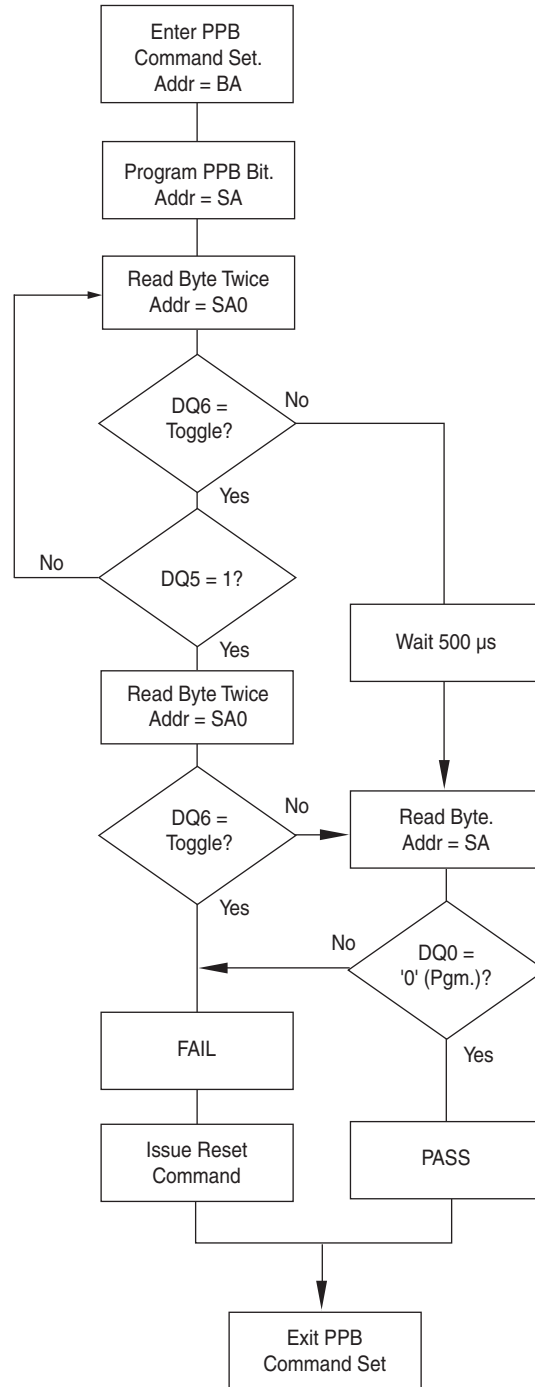 Enter PPB
Command Set.
Addr = BA
Program PPB Bit.
Addr = SA
Read Byte Twice
Addr = SA0
DQ6 =
Toggle?
No
Yes
DQ5 = 1?
No
Yes
Wait 500 µs
Read Byte Twice
Addr = SA0
DQ6 =
Toggle?
No
Yes
Read Byte.
Addr = SA
DQ0 =
'0' (Pgm.)?
No
Yes
FAIL
Issue Reset
Command
PASS
Exit PPB
Command Set